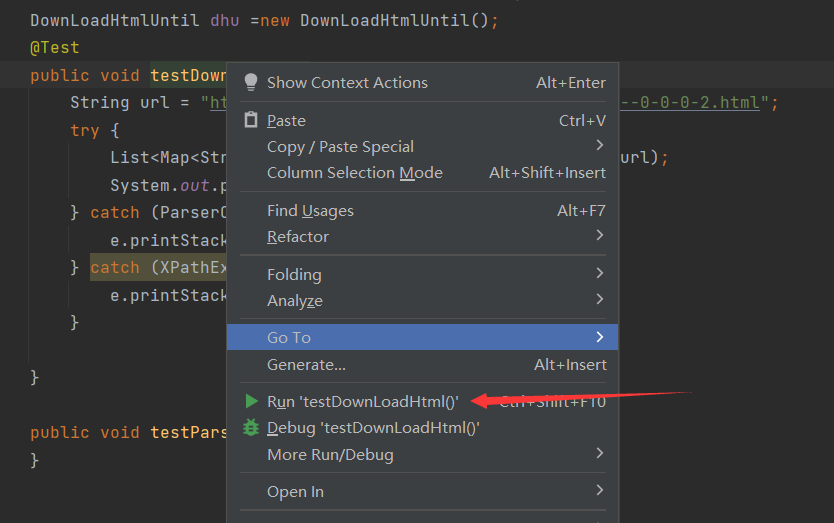 DownLoadHtmlUntil dhu =new DownLoadHtmlUntil();
@Test
public void testDown
String url = "ht --0-0-0-2.html";
try {
List<Map<Str url);
System.out.p
} catch (ParserC
e.printStack
} catch (XPathEx
e.printStack
}
}
public void testPars
}
Show Context Actions Alt+Enter
Paste Ctrl+V
Copy / Paste Special
Column Selection Mode Alt+Shift+Insert
Find Usages Alt+F7
Refactor
Folding
Analyze
Go To
Generate... Alt+Insert
Run 'testDownLoadHtml()' Ctrl+Shift+F10
Debug 'testDownLoadHtml()'
More Run/Debug
Open In